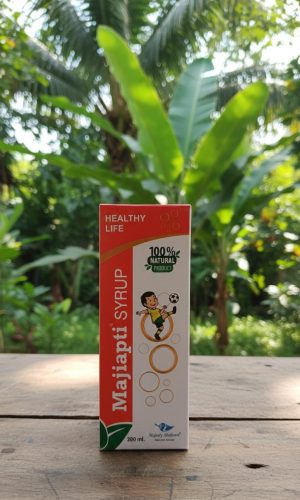 HEALTHY
LIFE
100%
NATURAL
PRODUCT
Majiapti SYRUP
200 ml.